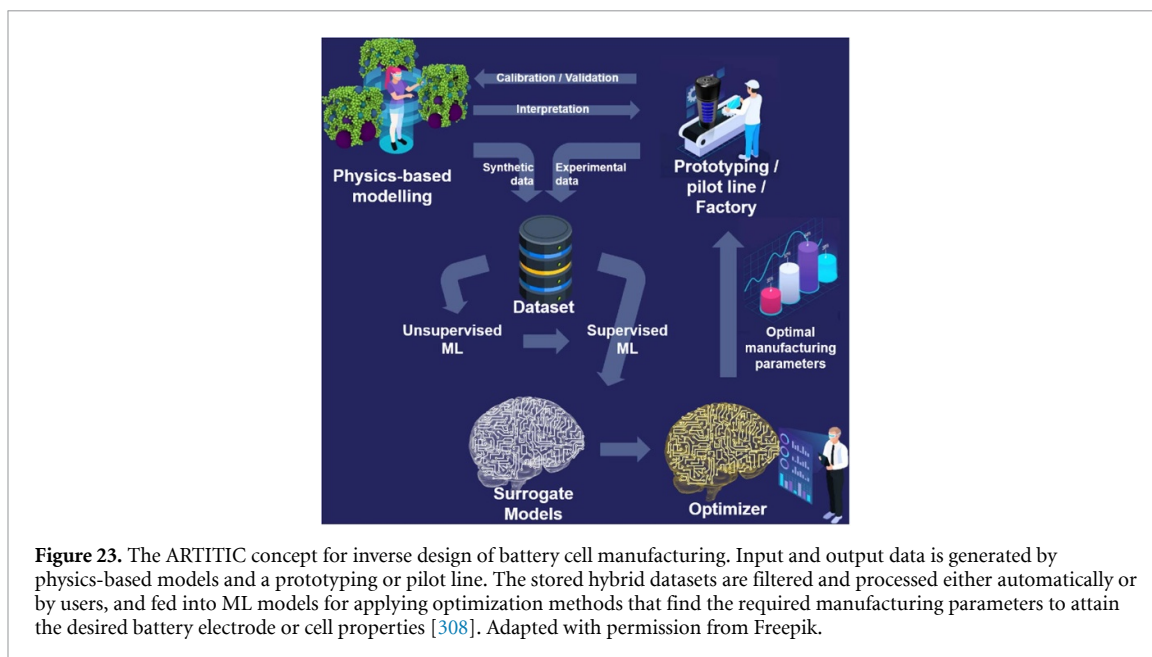 Calibration / Validation
Interpretation
Physics-based
modelling
Synthetic
data
Experimental
data
Prototyping /
pilot line /
Factory
Dataset
Unsupervised
ML
Supervised
ML
Optimal
manufacturing
parameters
Surrogate
Models
Optimizer
Figure 23. The ARTITIC concept for inverse design of battery cell manufacturing. Input and output data is generated by
physics-based models and a prototyping or pilot line. The stored hybrid datasets are filtered and processed either automatically or
by users, and fed into ML models for applying optimization methods that find the required manufacturing parameters to attain
the desired battery electrode or cell properties [308]. Adapted with permission from Freepik.